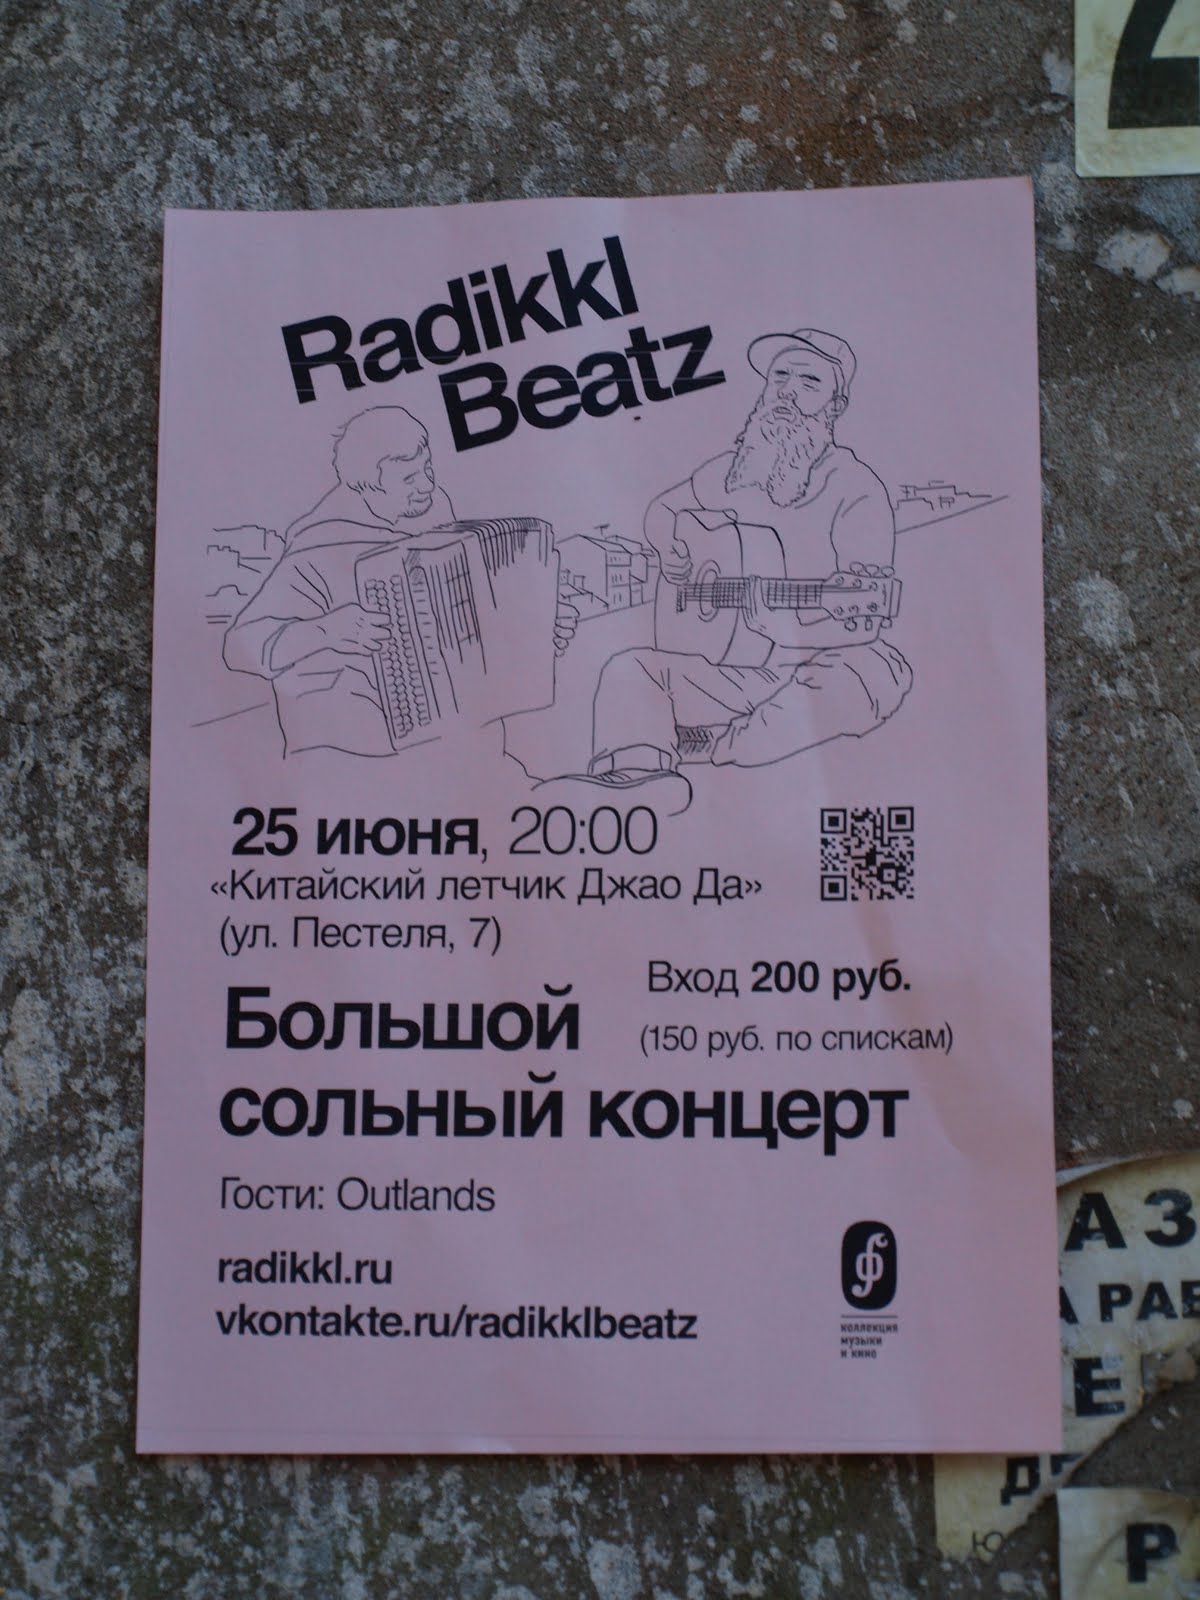 Radikkl
Beatz
25 июня, 20:00
«Китайский летчик Джао Да»
(ул. Пестеля, 7)
Вход 200 руб.
(150 руб. по спискам)
Большой
сольный концерт
Гости: Outlands
radikkl.ru
vkontakte.ru/radikklbeatz
коллекция
музыки
и кино